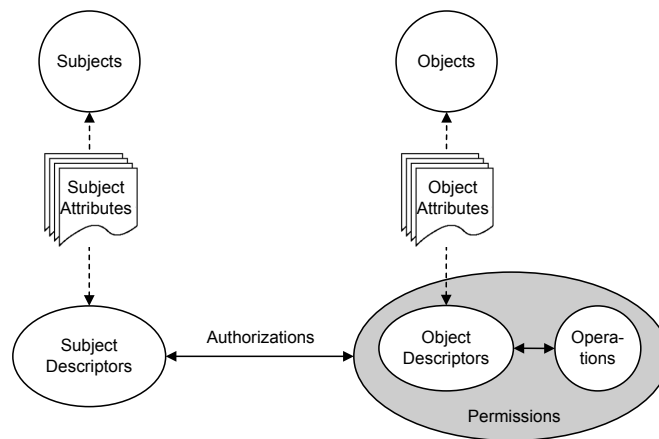 Subjects
Objects
Subject
Attributes
Object
Attributes
Subject
Descriptors
Authorizations
Object
Descriptors
Opera-
tions
Permissions